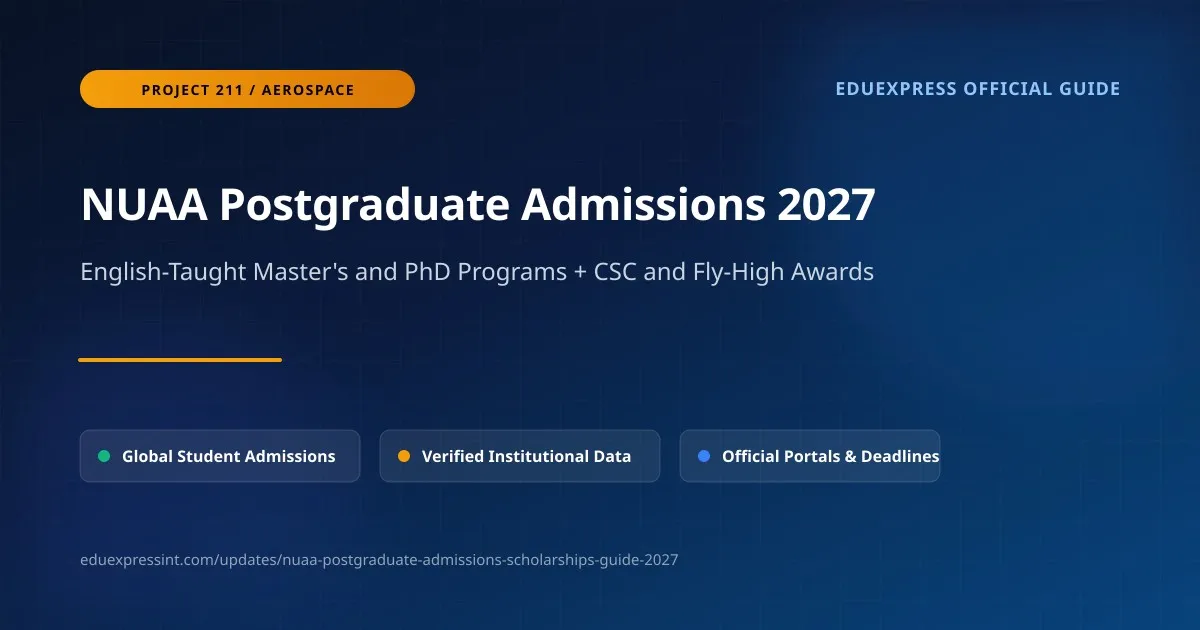 PROJECT 211 / AEROSPACE
EDUEXPRESS OFFICIAL GUIDE
NUAA Postgraduate Admissions 2027
English-Taught Master's and PhD Programs + CSC and Fly-High Awards
Global Student Admissions
Verified Institutional Data
Official Portals & Deadlines
eduexpressint.com/updates/nuaa-postgraduate-admissions-scholarships-guide-2027